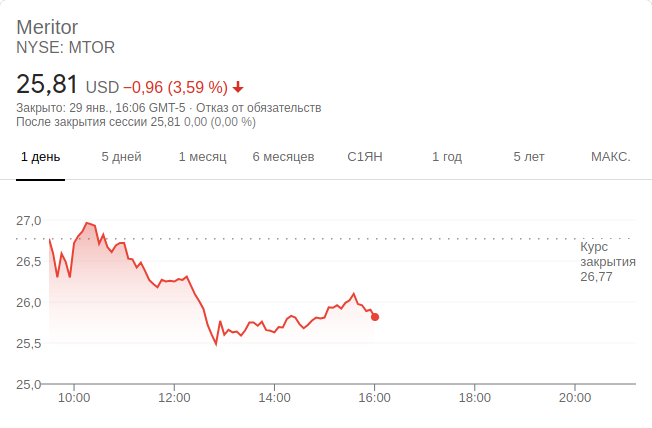 Meritor
NYSE: MTOR
25,81 USD −0,96 (3,59 %)
Закрыто: 29 янв., 16:06 GMT-5 · Отказ от обязательств
После закрытия сессии 25,81 0,00 (0,00 %)
1 день 5 дней 1 месяц 6 месяцев С1ЯН 1 год 5 лет МАКС.
27,0
Курс
закрытия
26,77
26,5
26,0
25,5
25,0
10:00 12:00 14:00 16:00 18:00 20:00